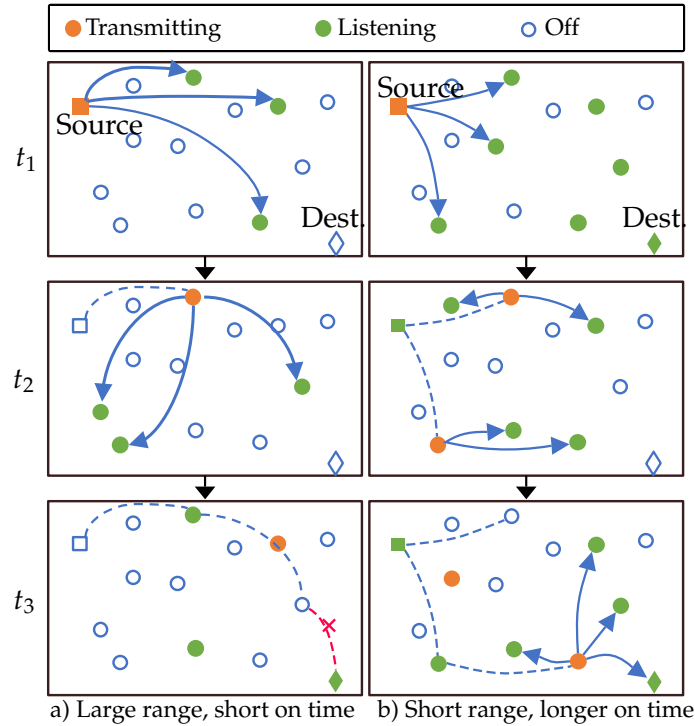 Transmitting Listening Off
Source
Dest.
Source
Dest.
t1
t2
t3
a) Large range, short on time
b) Short range, longer on time